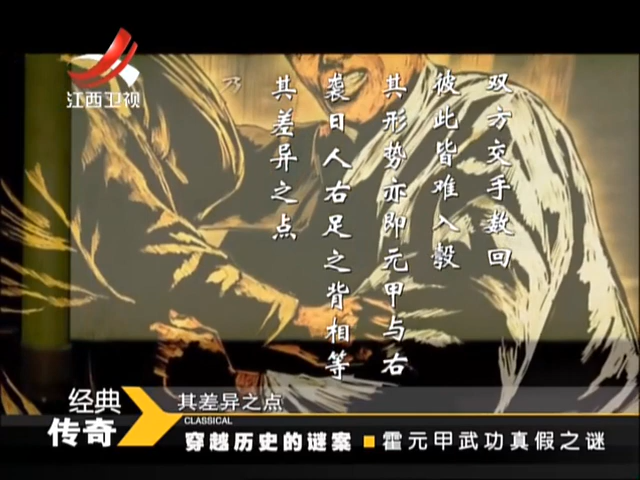 江西卫视
双方交手数回
彼此皆难入彀
其形势亦即元甲与右
袭日人右足之背相等
乃
其差异之点
经典
传奇
其差异之点
CLASSICAL
穿越历史的谜案 ■ 霍元甲武功真假之谜